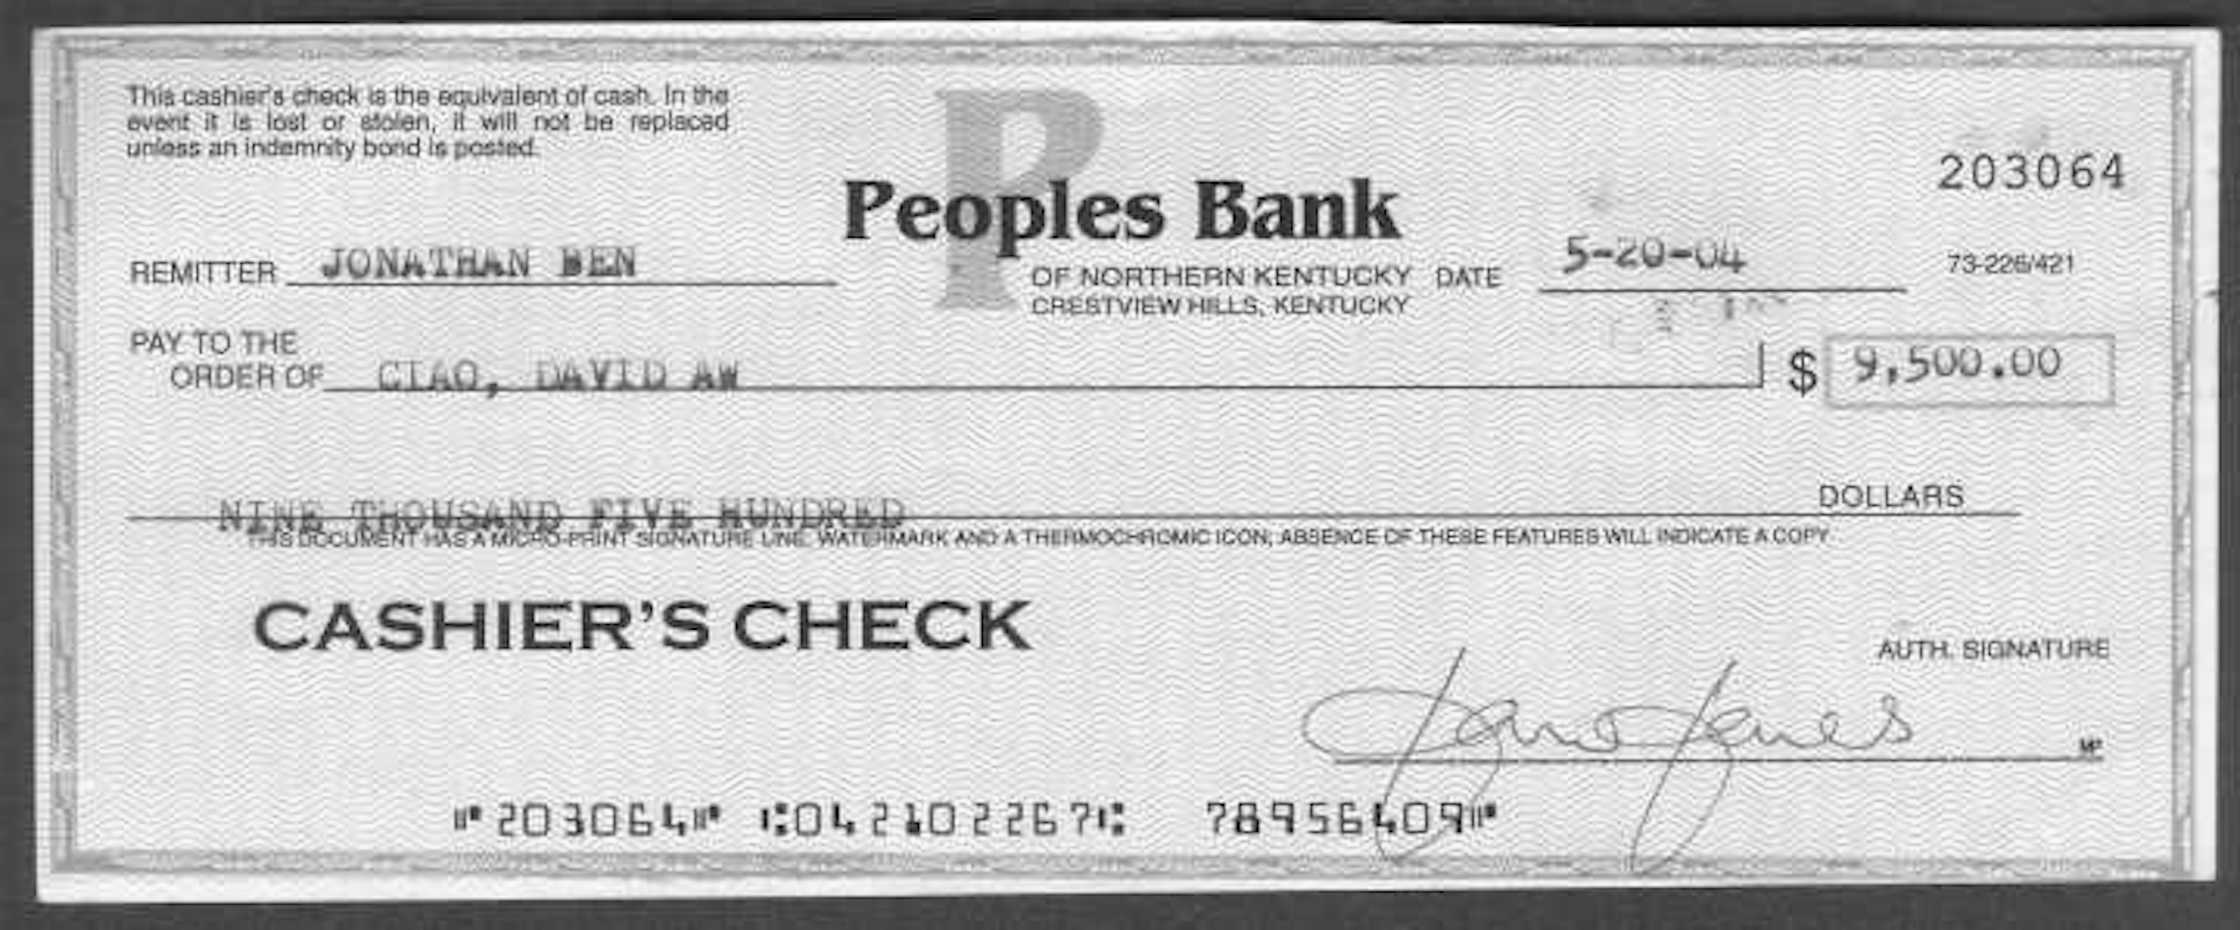 This cashier's check is the equivalent of cash. In the
event it is lost or stolen, it will not be replaced
unless an indemnity bond is posted.
P
Peoples Bank
203064
REMITTER JONATHAN BEN
OF NORTHERN KENTUCKY DATE 5-20-04 73-226/421
CRESTVIEW HILLS, KENTUCKY
PAY TO THE
ORDER OF CIAO, DAVID AW $ 9,500.00
NINE THOUSAND FIVE HUNDRED DOLLARS
THIS DOCUMENT HAS A MICRO-PRINT SIGNATURE LINE, WATERMARK AND A THERMOCHROMIC ICON; ABSENCE OF THESE FEATURES WILL INDICATE A COPY
CASHIER'S CHECK
AUTH. SIGNATURE
MP
⑈203064⑈ ⑆042102267⑆ 78956409⑈